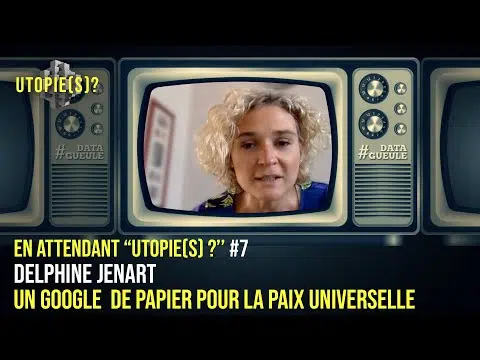 UTOPIE(S)?
#DATA
GUEULE
#DATA
GUEULE
EN ATTENDANT “UTOPIE(S) ?’’ #7
DELPHINE JENART
UN GOOGLE DE PAPIER POUR LA PAIX UNIVERSELLE